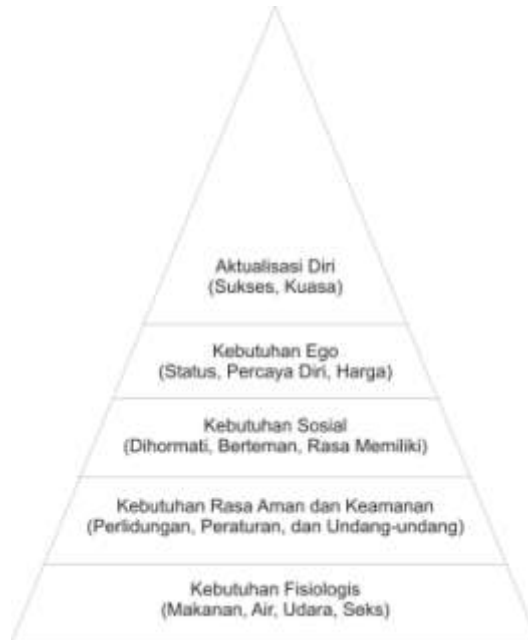 Aktualisasi Diri
(Sukses, Kuasa)
Kebutuhan Ego
(Status, Percaya Diri, Harga)
Kebutuhan Sosial
(Dihormati, Berteman, Rasa Memiliki)
Kebutuhan Rasa Aman dan Keamanan
(Perlidungan, Peraturan, dan Undang-undang)
Kebutuhan Fisiologis
(Makanan, Air, Udara, Seks)